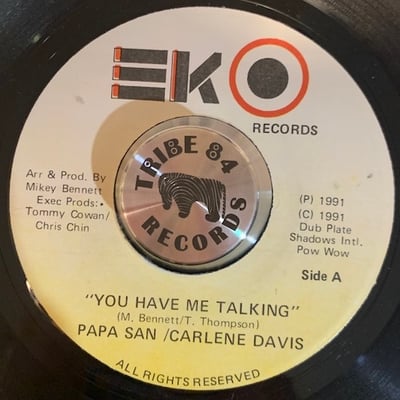 EKO
RECORDS
TRIBE 84
RECORDS
Arr & Prod. By
Mikey Bennett
Exec Prods:•
Tommy Cowan/
Chris Chin
(P) 1991
(C) 1991
Dub Plate
Shadows Intl.
Pow Wow
Side A
"YOU HAVE ME TALKING"
(M. Bennett/T. Thompson)
PAPA SAN /CARLENE DAVIS
ALL RIGHTS RESERVED